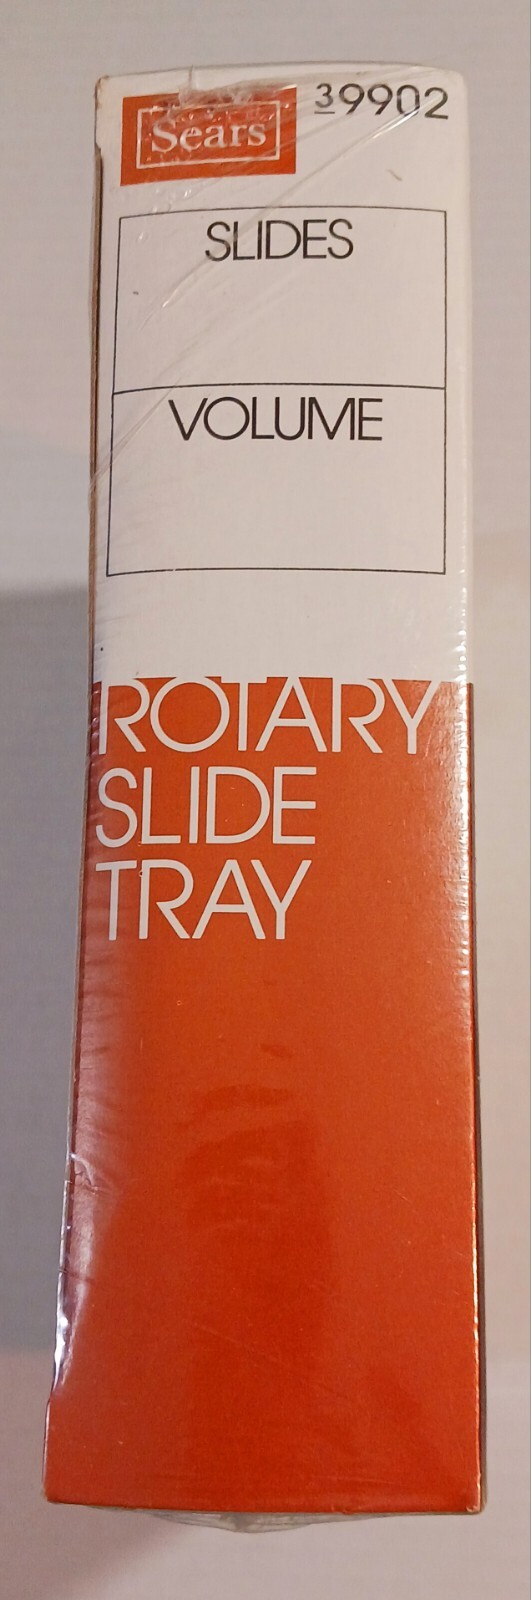 Sears
39902
SLIDES
VOLUME
ROTARY
SLIDE
TRAY